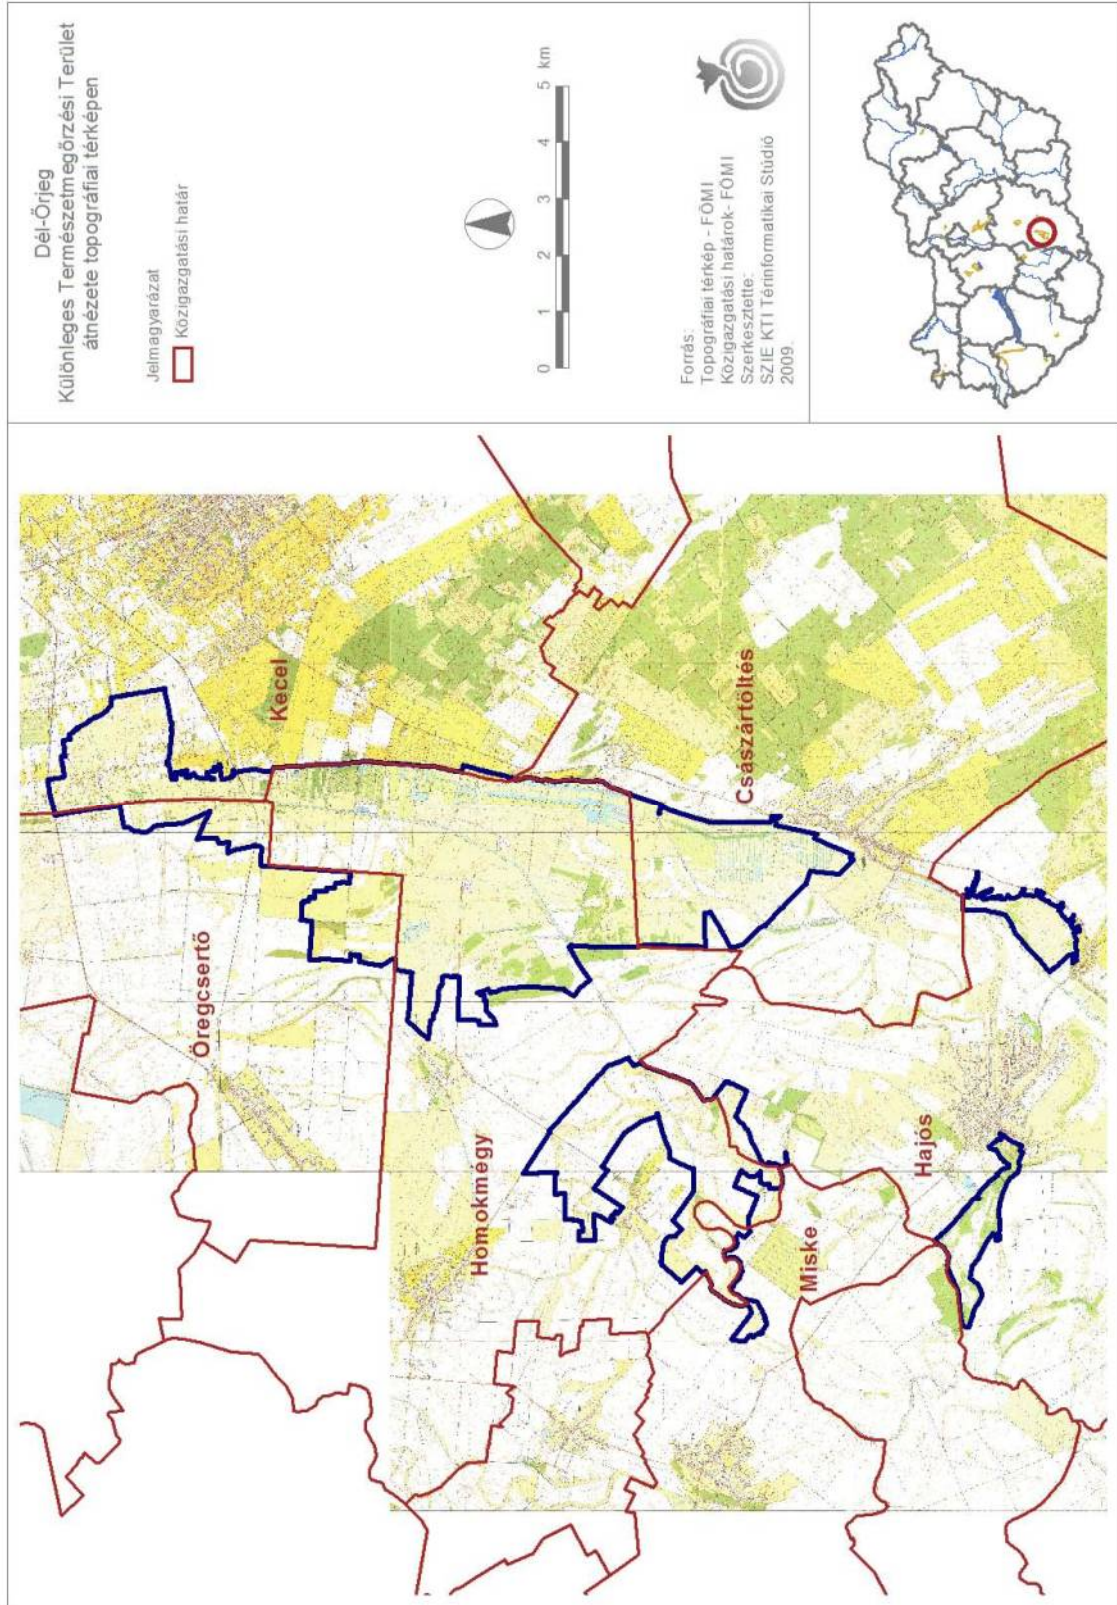 Dél-Őrjeg
Különleges Természetmegőrzési Terület
átnézete topográfiai térképen
Jelmagyarázat
Közigazgatási határ
0 1 2 3 4 5 km
Forrás:
Topográfiai térkép - FÖMI
Közigazgatási határok- FÖMI
Szerkesztette:
SZIE KTI Térinformatikai Stúdió
2009.
Kecel
Öregcsertő
Császártöltés
Homokmégy
Hajós
Miske